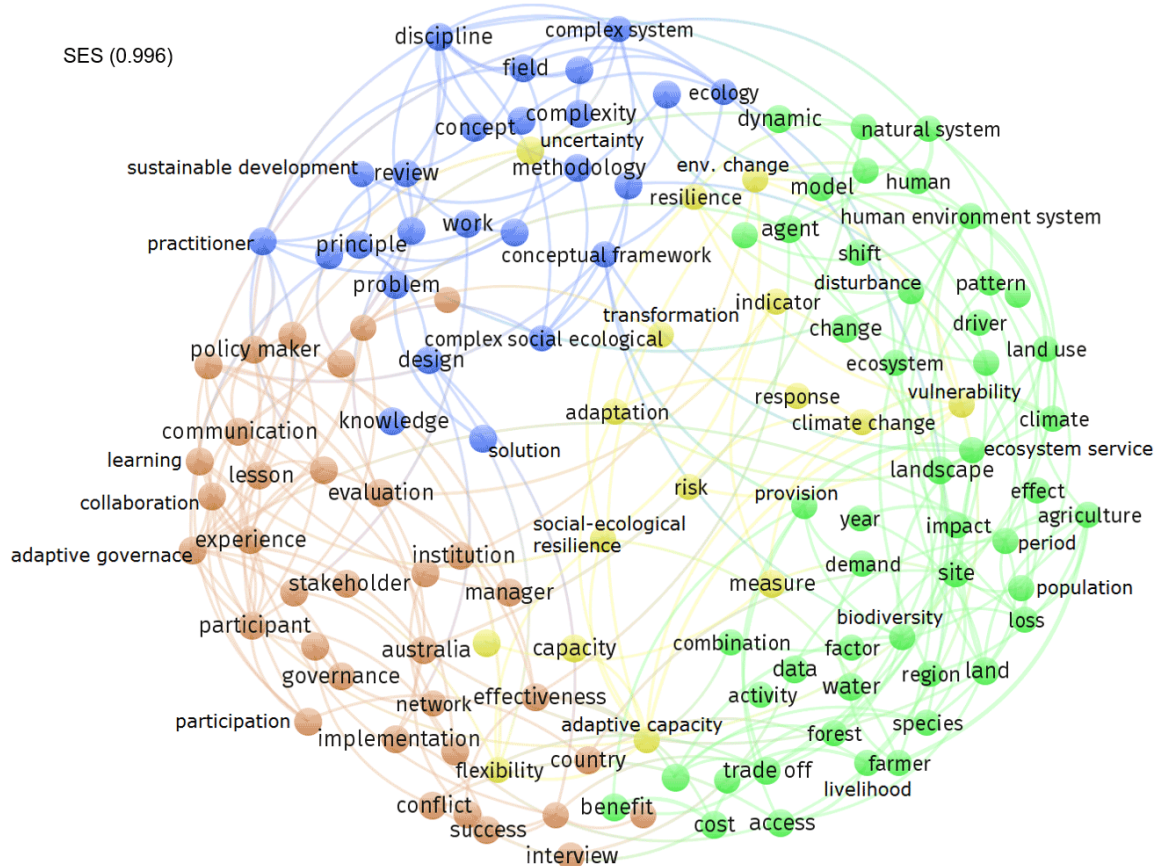 discipline
complex system
SES (0.996)
field
ecology
concept
complexity
dynamic
natural system
uncertainty
sustainable development
review
methodology
env. change
resilience
model
human
practitioner
principle
work
agent
human environment system
conceptual framework
shift
problem
disturbance
pattern
transformation
indicator
policy maker
complex social ecological
change
driver
land use
design
ecosystem
response
vulnerability
knowledge
adaptation
climate change
climate
communication
solution
ecosystem service
learning
lesson
landscape
collaboration
evaluation
risk
provision
effect
adaptive governace
experience
social-ecological
resilience
year
impact
agriculture
period
institution
demand
site
stakeholder
manager
measure
population
participant
biodiversity
loss
australia
capacity
combination
factor
governance
data
region
land
network
effectiveness
activity
water
participation
implementation
adaptive capacity
forest
species
flexibility
country
trade off
farmer
livelihood
conflict
benefit
success
cost
access
interview